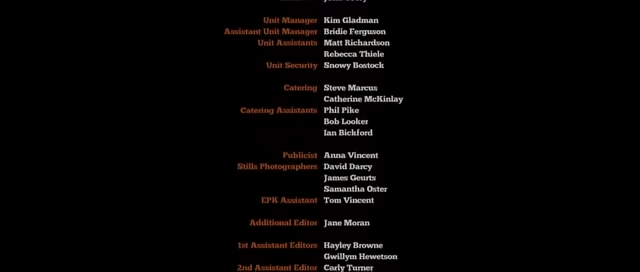 Unit Manager Kim Gladman
Assistant Unit Manager Bridie Ferguson
Unit Assistants Matt Richardson
Rebecca Thiele
Unit Security Snowy Bostock
Catering Steve Marcus
Catherine McKinlay
Catering Assistants Phil Pike
Bob Looker
Ian Bickford
Publicist Anna Vincent
Stills Photographers David Darcy
James Geurts
Samantha Oster
EPK Assistant Tom Vincent
Additional Editor Jane Moran
1st Assistant Editors Hayley Browne
Gwillym Hewetson
2nd Assistant Editor Carly Turner